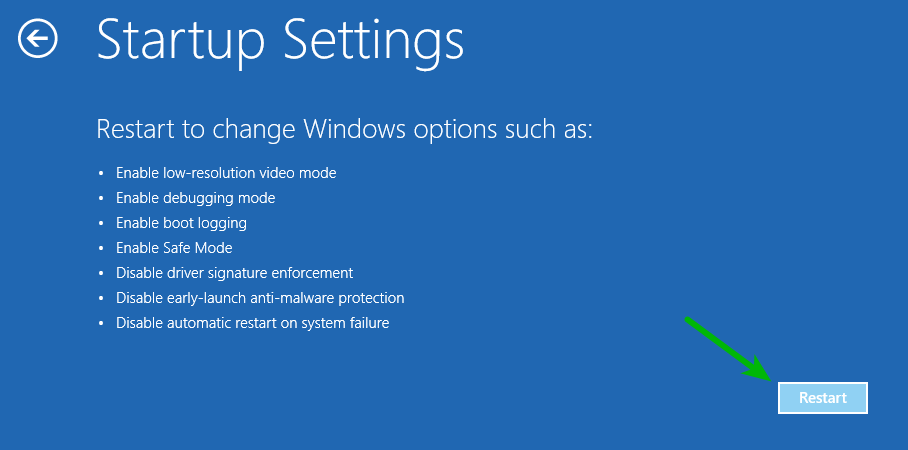 Startup Settings
Restart to change Windows options such as:
• Enable low-resolution video mode
• Enable debugging mode
• Enable boot logging
• Enable Safe Mode
• Disable driver signature enforcement
• Disable early-launch anti-malware protection
• Disable automatic restart on system failure
Restart